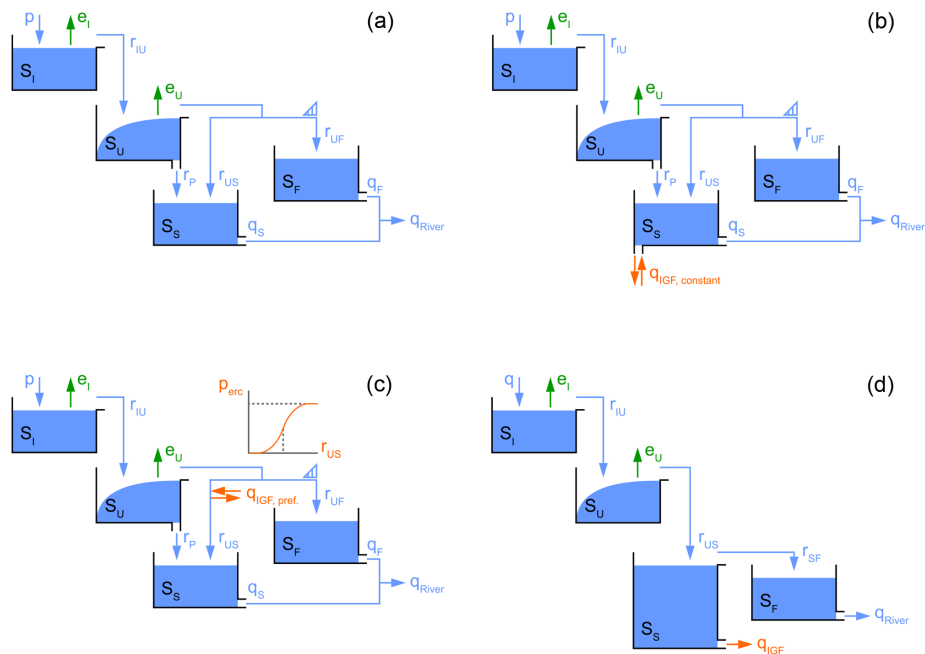 (a)
p
e_I
r_IU
S_I
e_U
S_U
r_UF
r_P
r_US
S_F
q_F
S_S
q_S
q_River
(b)
p
e_I
r_IU
S_I
e_U
S_U
r_UF
r_P
r_US
S_F
q_F
S_S
q_S
q_River
q_IGF, constant
(c)
p
e_I
p_erc
r_IU
S_I
r_US
e_U
q_IGF, pref.
S_U
r_UF
r_P
r_US
S_F
q_F
S_S
q_S
q_River
(d)
q
e_I
r_IU
S_I
e_U
S_U
r_US
r_SF
S_F
S_S
q_River
q_IGF